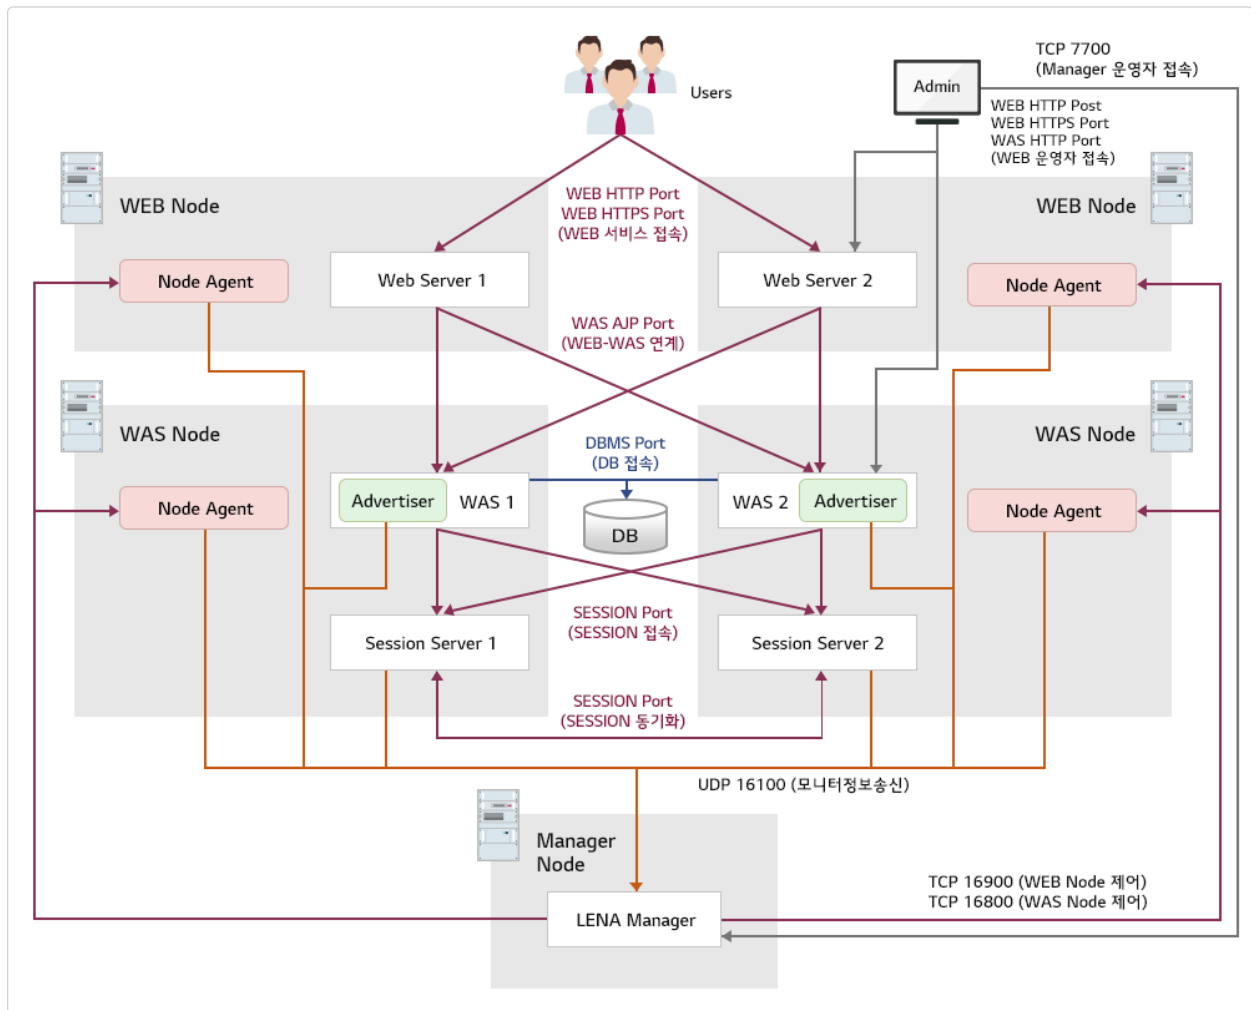 TCP 7700
(Manager 운영자 접속)
Users
Admin
WEB HTTP Post
WEB HTTPS Port
WAS HTTP Port
(WEB 운영자 접속)
WEB Node
WEB HTTP Port
WEB HTTPS Port
(WEB 서비스 접속)
WEB Node
Node Agent
Web Server 1
Web Server 2
Node Agent
WAS AJP Port
(WEB-WAS 연계)
WAS Node
WAS Node
DBMS Port
(DB 접속)
Node Agent
Advertiser
WAS 1
WAS 2
Advertiser
Node Agent
DB
SESSION Port
(SESSION 접속)
Session Server 1
Session Server 2
SESSION Port
(SESSION 동기화)
UDP 16100 (모니터정보송신)
Manager
Node
TCP 16900 (WEB Node 제어)
TCP 16800 (WAS Node 제어)
LENA Manager